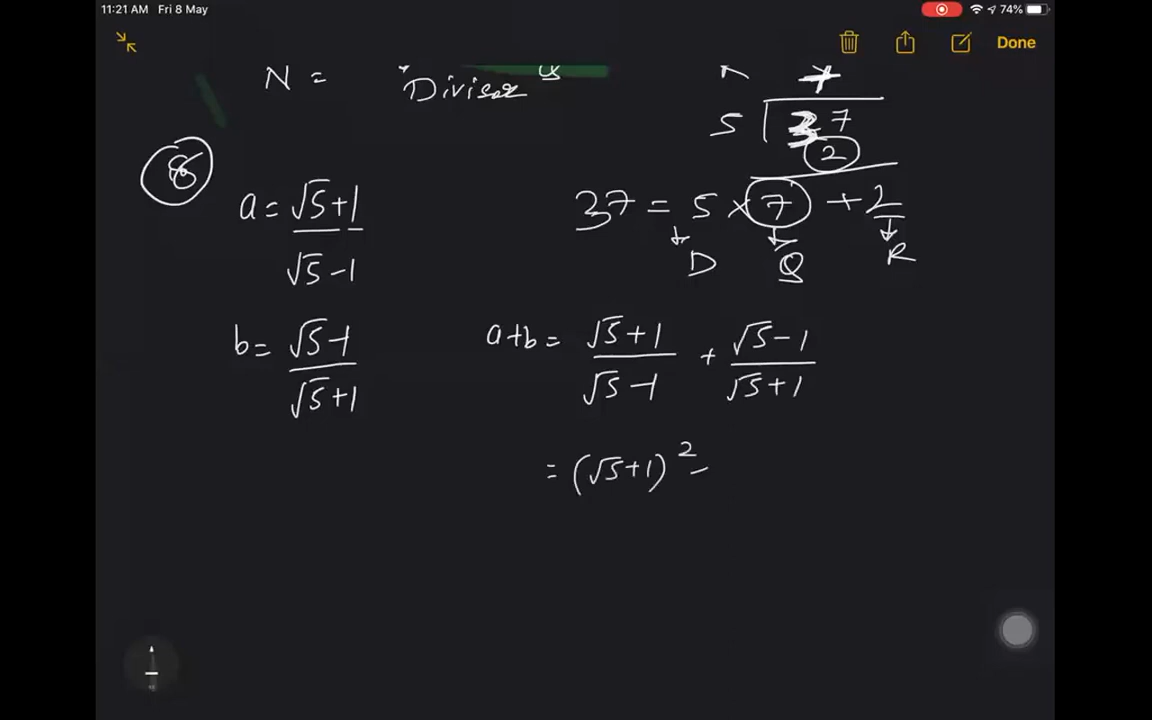 11:21 AM Fri 8 May 74%
Done
N =
Divisor
5 37
2
8
a = √5+1 / √5-1
37 = 5 × 7 + 2
D Q R
b = √5-1 / √5+1
a+b = √5+1 / √5-1 + √5-1 / √5+1
= (√5+1)²